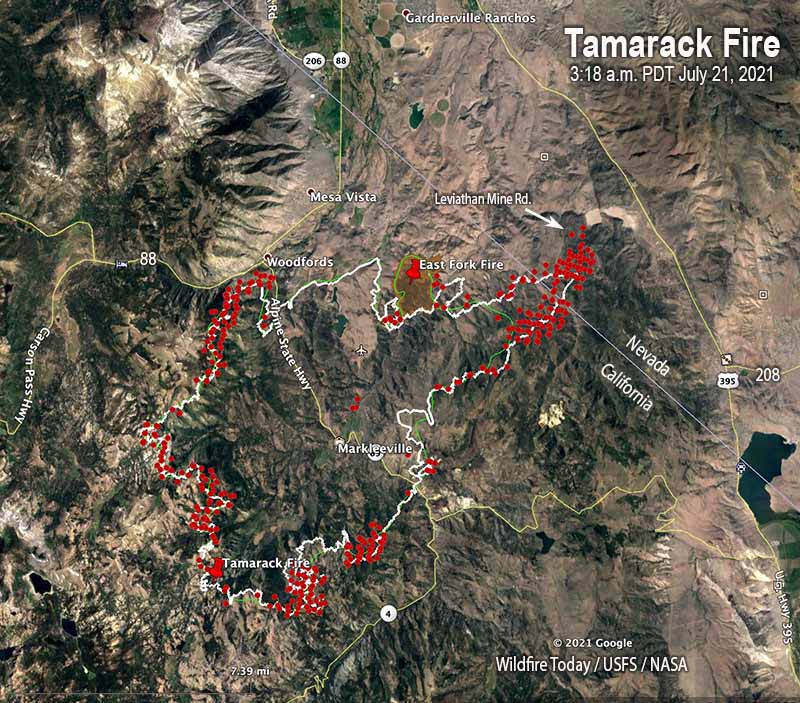 Gardnerville Ranchos
Rd
Tamarack Fire
3:18 a.m. PDT July 21, 2021
206
88
Mesa Vista
Leviathan Mine Rd.
88
Woodfords
East Fork Fire
Alpine State Hwy
Carson Pass Hwy
Nevada
California
395
208
Markleeville
Tamarack Fire
4
U.S. Hwy 395
© 2021 Google
Wildfire Today / USFS / NASA
7.39 mi